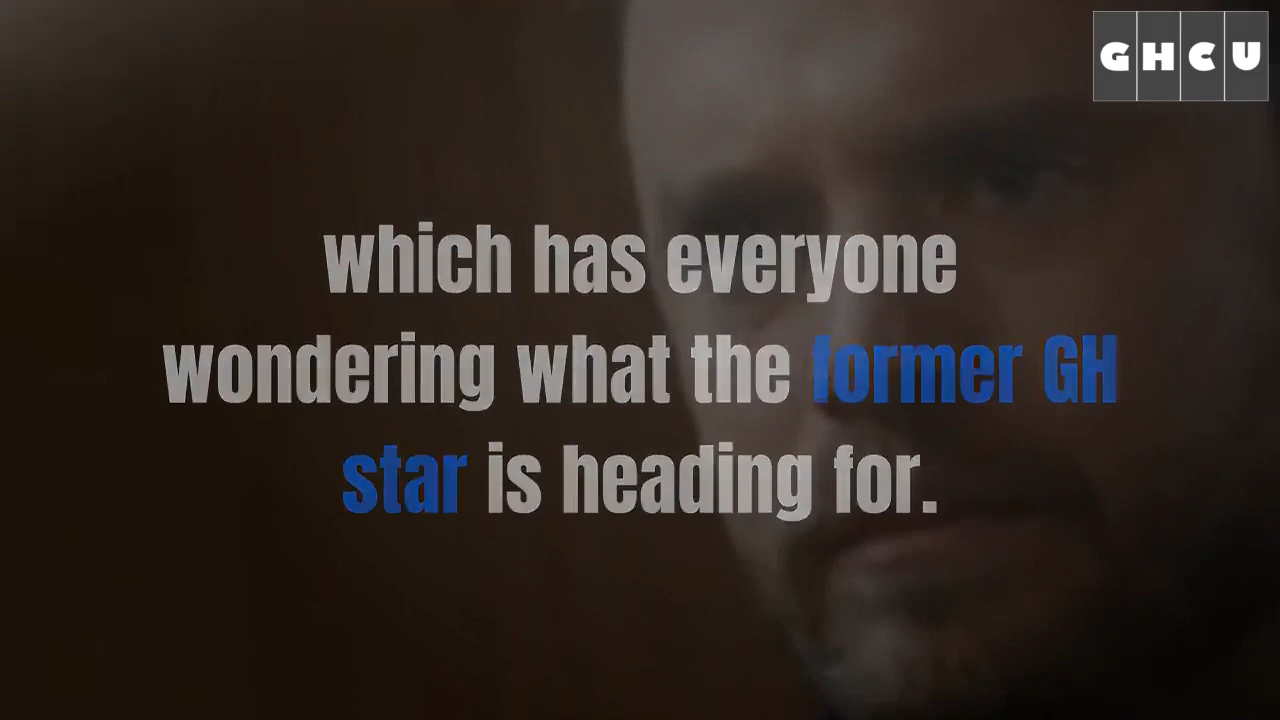 GHCU
which has everyone
wondering what the former GH
star is heading for.